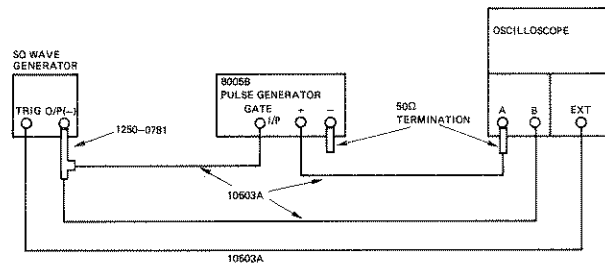 OSCILLOSCOPE
SQ WAVE
GENERATOR
TRIG O/P(−)
8005B
PULSE GENERATOR
GATE
I/P
+
−
50Ω
TERMINATION
A
B
EXT
1250-0781
10503A
10503A